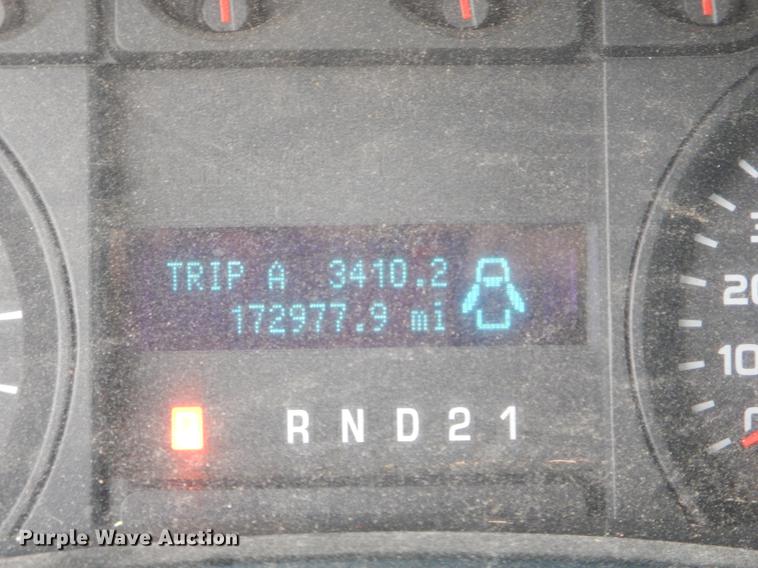 TRIP A 3410.2
172977.9 mi
P R N D 2 1
20
10
Purple Wave Auction